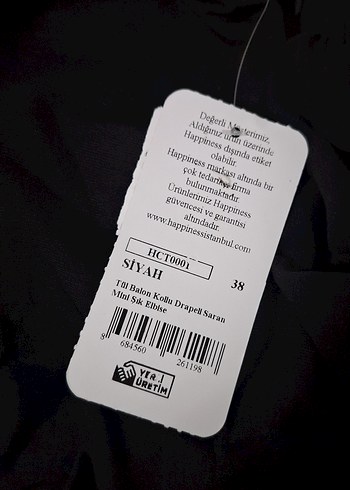 Değerli Müşterimiz,
Aldığınız ürün üzerinde
Happiness dışında etiket
olabilir.
Happiness markası altında bir
çok tedarikçi firma
bulunmaktadır.
Ürünlerimiz Happiness
güvencesi ve garantisi
altındadır.
www.happinessistanbul.com
HCT0001
SİYAH 38
Tül Balon Kollu Drapeli Saran
Mini Şık Elbise
8 684560 261198
YERLİ
ÜRETİM